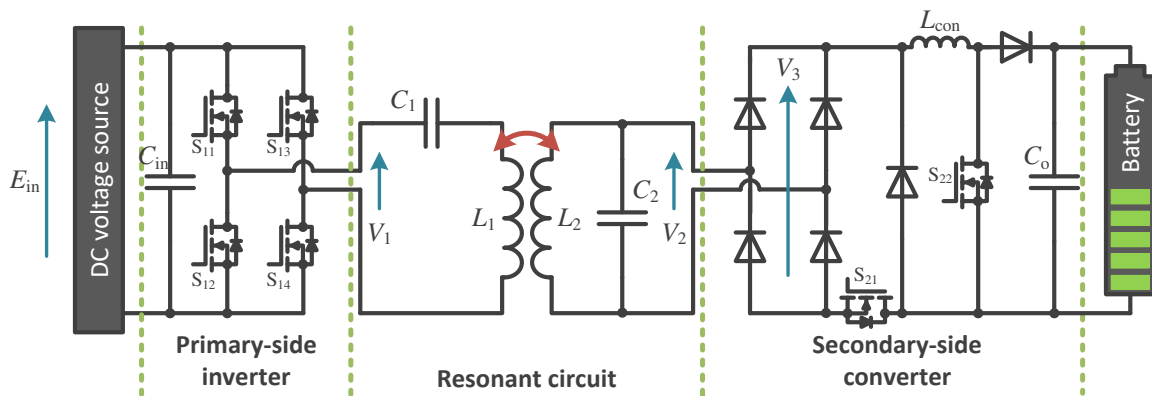 E_in
DC voltage source
C_in
S_11
S_13
S_12
S_14
Primary-side
inverter
C_1
V_1
L_1
L_2
C_2
V_2
Resonant circuit
V_3
L_con
S_22
S_21
C_o
Battery
Secondary-side
converter